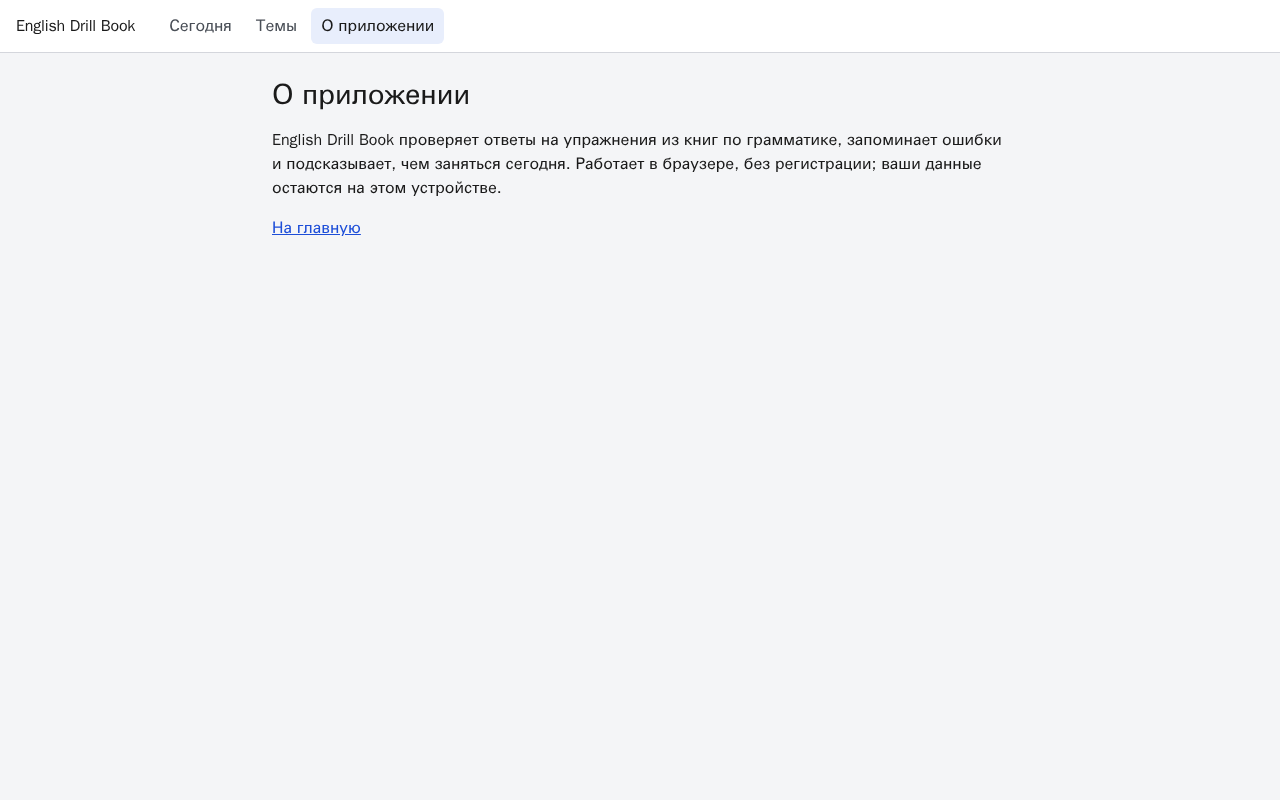 English Drill Book Сегодня Темы О приложении
О приложении
English Drill Book проверяет ответы на упражнения из книг по грамматике, запоминает ошибки
и подсказывает, чем заняться сегодня. Работает в браузере, без регистрации; ваши данные
остаются на этом устройстве.
На главную